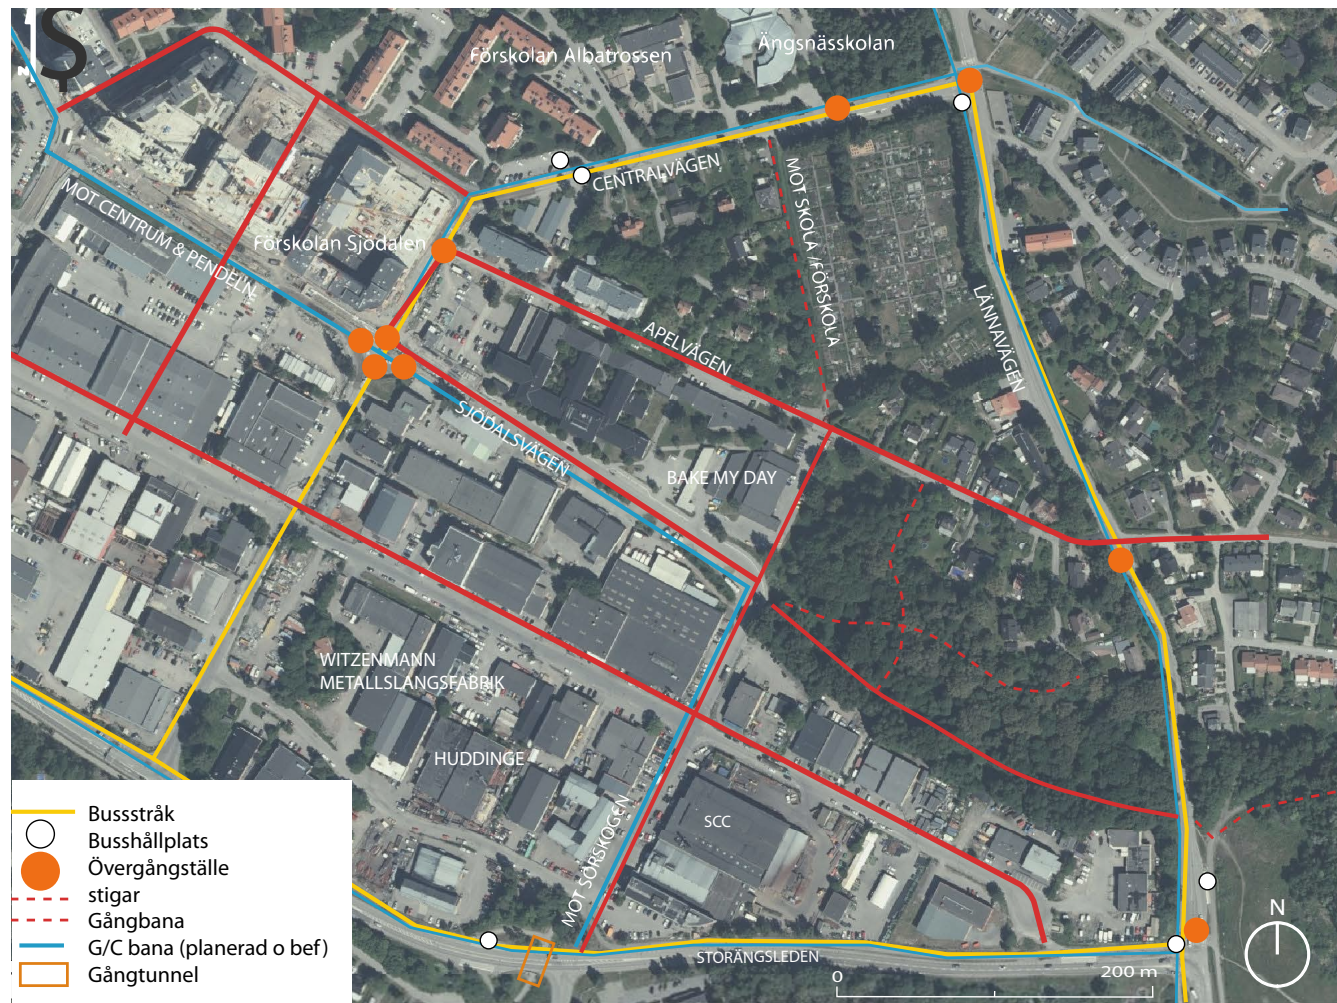 Ş
N
Förskolan Albatrossen
Ängsnässkolan
CENTRALVÄGEN
MOT SKOLA /FÖRSKOLA
MOT CENTRUM & PENDELN
Förskolan Sjödalen
APELVÄGEN
LÄNNAVÄGEN
SJÖDALSVÄGEN
BAKE MY DAY
WITZENMANN
METALLSLANGSFABRIK
HUDDINGE
SCC
MOT SÖRSKOGEN
STORÄNGSLEDEN
Bussstråk
Busshållplats
Övergångställe
stigar
Gångbana
G/C bana (planerad o bef)
Gångtunnel
0
200 m
N